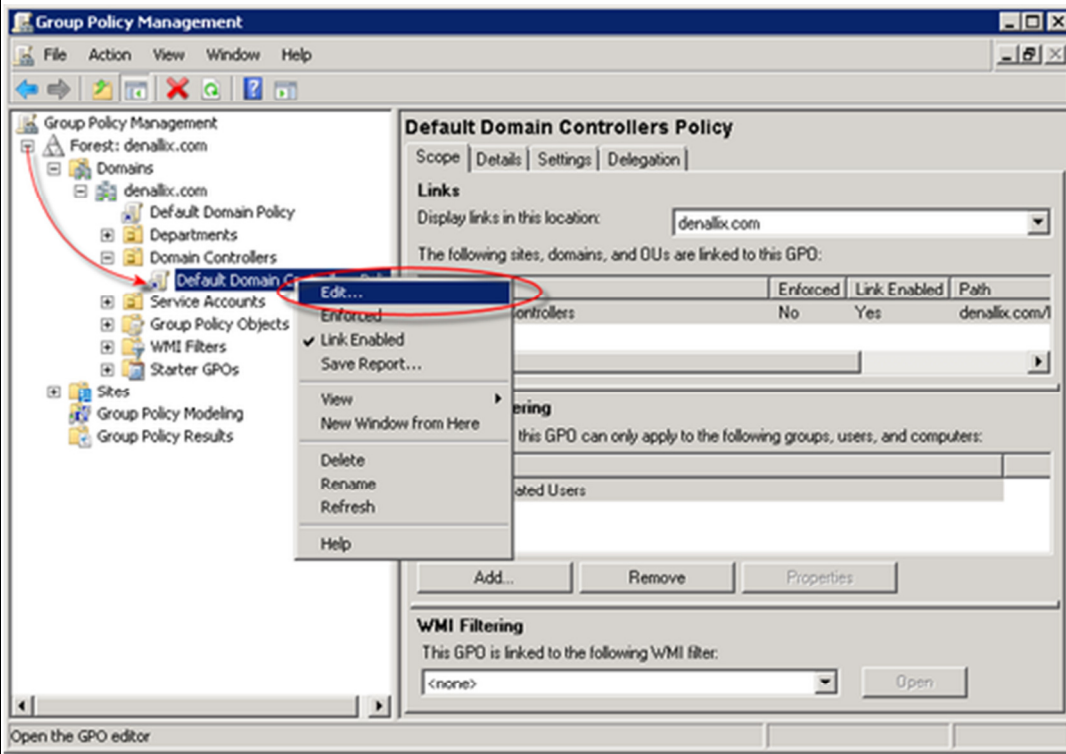 Group Policy Management
File Action View Window Help
Group Policy Management
Forest: denallix.com
Domains
denallix.com
Default Domain Policy
Departments
Domain Controllers
Default Domain
Service Accounts
Group Policy Objects
WMI Filters
Starter GPOs
Sites
Group Policy Modeling
Group Policy Results
Edit...
Enforced
Link Enabled
Save Report...
View
New Window from Here
Delete
Rename
Refresh
Help
Default Domain Controllers Policy
Scope Details Settings Delegation
Links
Display links in this location: denallix.com
The following sites, domains, and OUs are linked to this GPO:
Enforced Link Enabled Path
ontrollers No Yes denallix.com/
ering
this GPO can only apply to the following groups, users, and computers:
ated Users
Add... Remove Properties
WMI Filtering
This GPO is linked to the following WMI filter:
<none> Open
Open the GPO editor